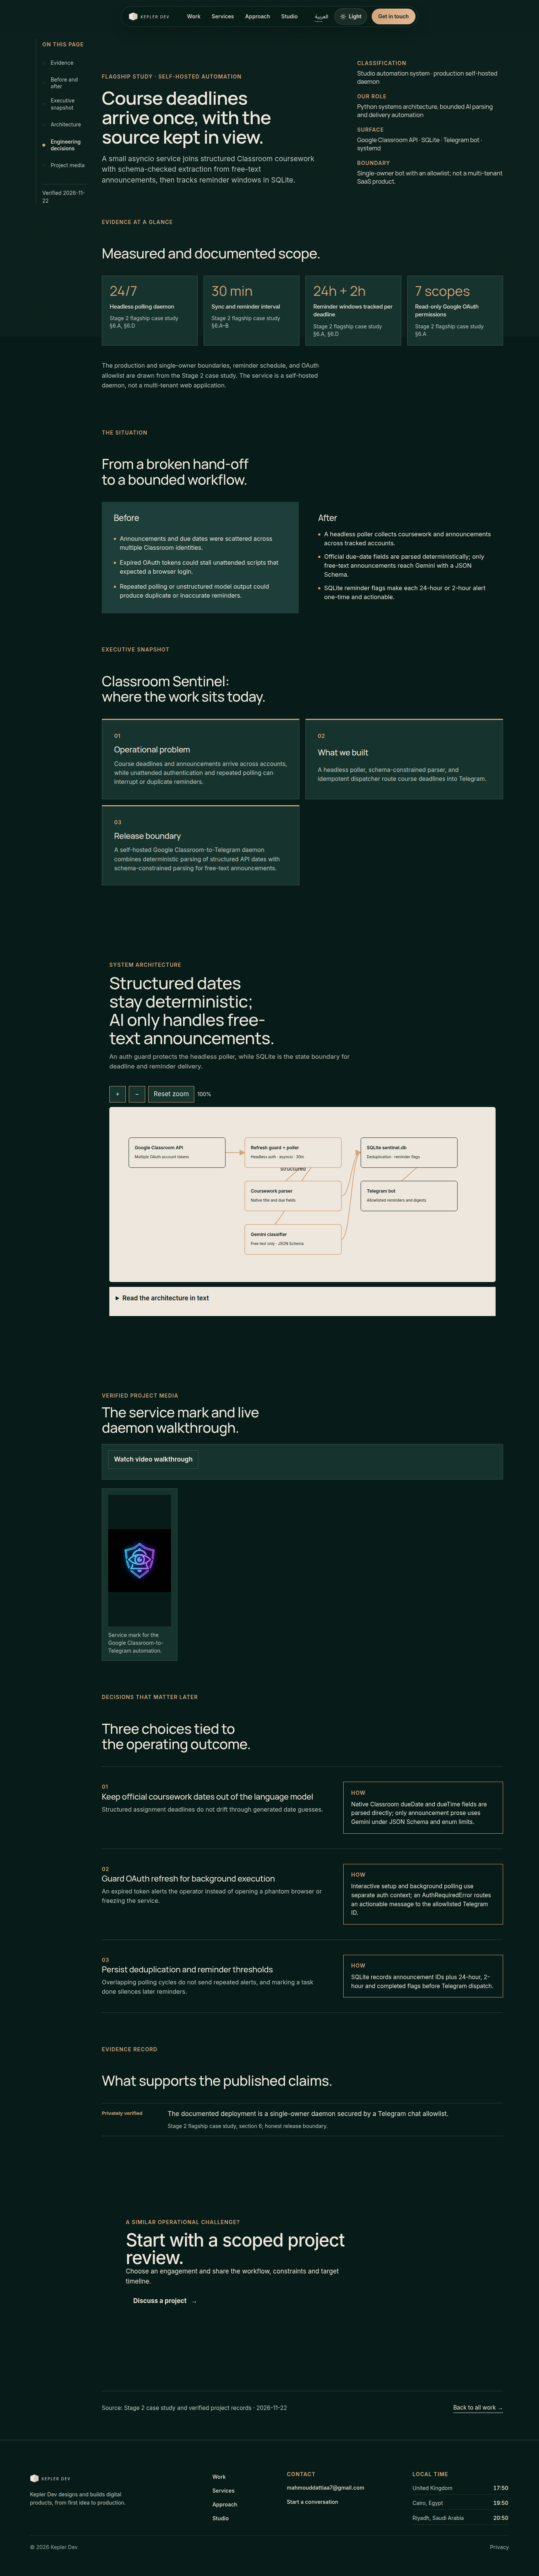 KEPLER DEV
Work
Services
Approach
Studio
العربية
Light
Get in touch
ON THIS PAGE
Evidence
Before and
after
Executive
snapshot
Architecture
Engineering
decisions
Project media
Verified 2026-11-
22
FLAGSHIP STUDY · SELF-HOSTED AUTOMATION
Course deadlines
arrive once, with the
source kept in view.
A small asyncio service joins structured Classroom coursework
with schema-checked extraction from free-text
announcements, then tracks reminder windows in SQLite.
CLASSIFICATION
Studio automation system · production self-hosted
daemon
OUR ROLE
Python systems architecture, bounded AI parsing
and delivery automation
SURFACE
Google Classroom API · SQLite · Telegram bot ·
systemd
BOUNDARY
Single-owner bot with an allowlist; not a multi-tenant
SaaS product.
EVIDENCE AT A GLANCE
Measured and documented scope.
24/7
Headless polling daemon
Stage 2 flagship case study
§6.A, §6.D
30 min
Sync and reminder interval
Stage 2 flagship case study
§6.A–B
24h + 2h
Reminder windows tracked per
deadline
Stage 2 flagship case study
§6.A, §6.D
7 scopes
Read-only Google OAuth
permissions
Stage 2 flagship case study
§6.A
The production and single-owner boundaries, reminder schedule, and OAuth
allowlist are drawn from the Stage 2 case study. The service is a self-hosted
daemon, not a multi-tenant web application.
THE SITUATION
From a broken hand-off
to a bounded workflow.
Before
Announcements and due dates were scattered across
multiple Classroom identities.
Expired OAuth tokens could stall unattended scripts that
expected a browser login.
Repeated polling or unstructured model output could
produce duplicate or inaccurate reminders.
After
A headless poller collects coursework and announcements
across tracked accounts.
Official due-date fields are parsed deterministically; only
free-text announcements reach Gemini with a JSON
Schema.
SQLite reminder flags make each 24-hour or 2-hour alert
one-time and actionable.
EXECUTIVE SNAPSHOT
Classroom Sentinel:
where the work sits today.
01
Operational problem
Course deadlines and announcements arrive across accounts,
while unattended authentication and repeated polling can
interrupt or duplicate reminders.
02
What we built
A headless poller, schema-constrained parser, and
idempotent dispatcher route course deadlines into Telegram.
03
Release boundary
A self-hosted Google Classroom-to-Telegram daemon
combines deterministic parsing of structured API dates with
schema-constrained parsing for free-text announcements.
SYSTEM ARCHITECTURE
Structured dates
stay deterministic;
AI only handles free-
text announcements.
An auth guard protects the headless poller, while SQLite is the state boundary for
deadline and reminder delivery.
+
−
Reset zoom
100%
Google Classroom API
Multiple OAuth account tokens
Refresh guard + poller
Headless auth · asyncio · 30m
SQLite sentinel.db
Deduplication · reminder flags
structured
Coursework parser
Native title and due fields
Telegram bot
Allowlisted reminders and digests
Gemini classifier
Free text only · JSON Schema
Read the architecture in text
VERIFIED PROJECT MEDIA
The service mark and live
daemon walkthrough.
Watch video walkthrough
Service mark for the
Google Classroom-to-
Telegram automation.
DECISIONS THAT MATTER LATER
Three choices tied to
the operating outcome.
01
Keep official coursework dates out of the language model
Structured assignment deadlines do not drift through generated date guesses.
HOW
Native Classroom dueDate and dueTime fields are
parsed directly; only announcement prose uses
Gemini under JSON Schema and enum limits.
02
Guard OAuth refresh for background execution
An expired token alerts the operator instead of opening a phantom browser or
freezing the service.
HOW
Interactive setup and background polling use
separate auth context; an AuthRequiredError routes
an actionable message to the allowlisted Telegram
ID.
03
Persist deduplication and reminder thresholds
Overlapping polling cycles do not send repeated alerts, and marking a task
done silences later reminders.
HOW
SQLite records announcement IDs plus 24-hour, 2-
hour and completed flags before Telegram dispatch.
EVIDENCE RECORD
What supports the published claims.
Privately verified
The documented deployment is a single-owner daemon secured by a Telegram chat allowlist.
Stage 2 flagship case study, section 6; honest release boundary.
A SIMILAR OPERATIONAL CHALLENGE?
Start with a scoped project
review.
Choose an engagement and share the workflow, constraints and target
timeline.
Discuss a project →
Source: Stage 2 case study and verified project records · 2026-11-22
Back to all work →
KEPLER DEV
Kepler Dev designs and builds digital
products, from first idea to production.
Work
Services
Approach
Studio
CONTACT
mahmouddattiaa7@gmail.com
Start a conversation
LOCAL TIME
United Kingdom 17:50
Cairo, Egypt 19:50
Riyadh, Saudi Arabia 20:50
© 2026 Kepler Dev
Privacy